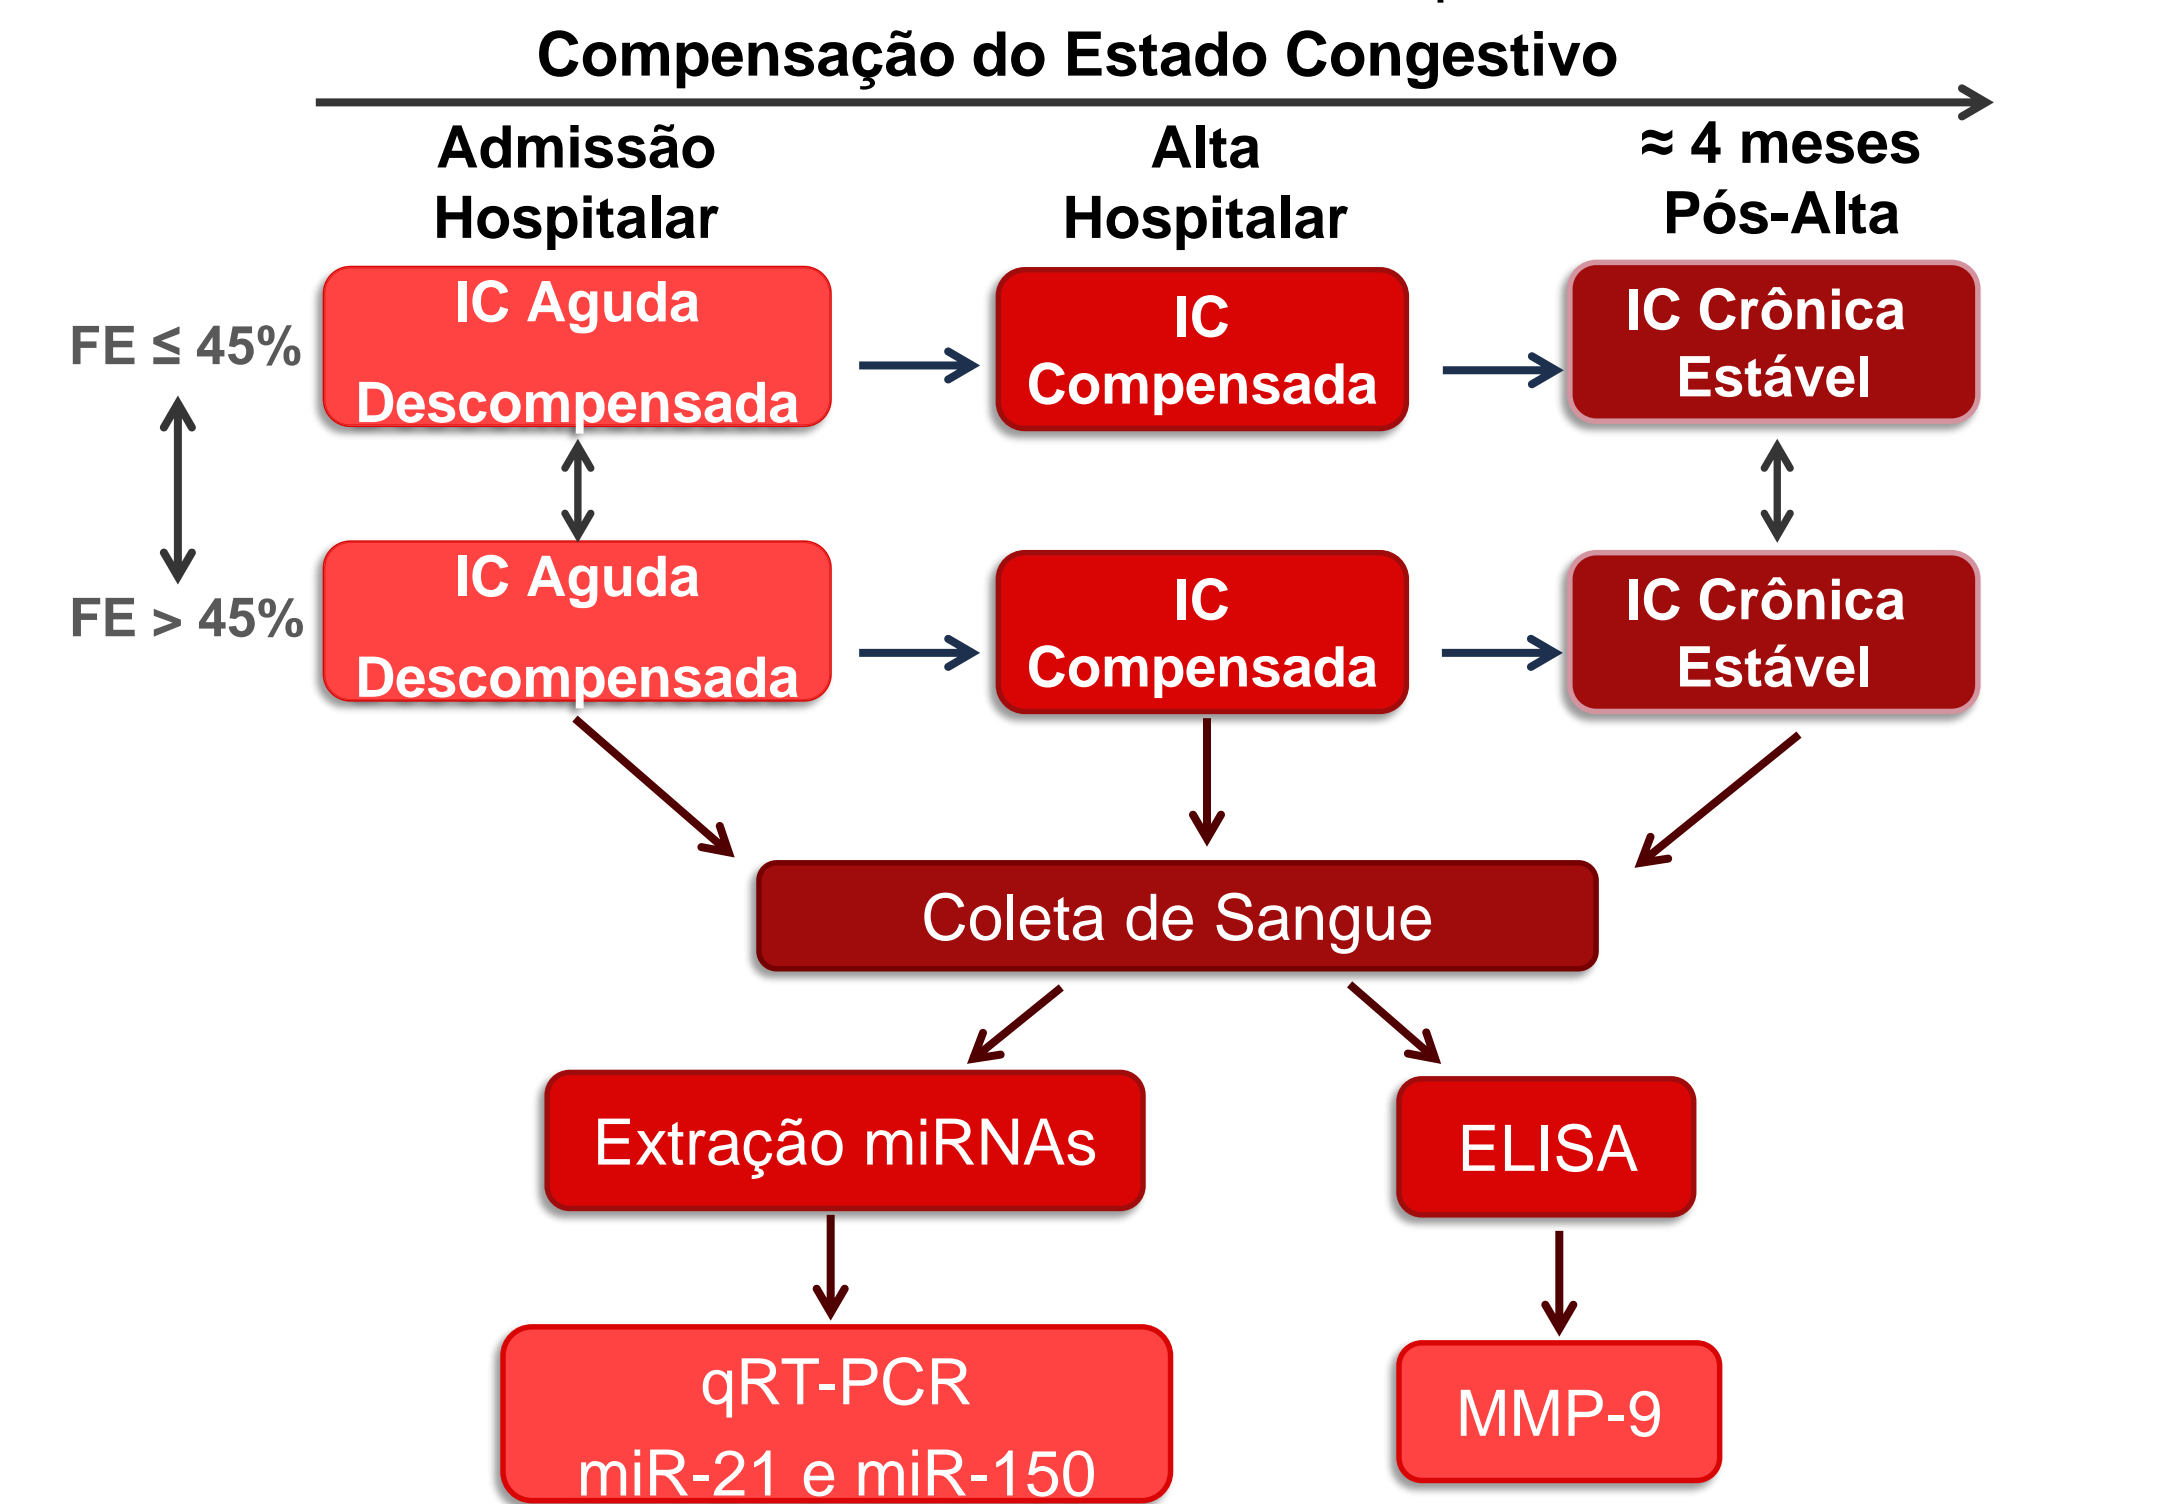 Compensação do Estado Congestivo
Admissão
Hospitalar
Alta
Hospitalar
≈ 4 meses
Pós-Alta
FE ≤ 45%
IC Aguda
Descompensada
IC
Compensada
IC Crônica
Estável
FE > 45%
IC Aguda
Descompensada
IC
Compensada
IC Crônica
Estável
Coleta de Sangue
Extração miRNAs
ELISA
qRT-PCR
miR-21 e miR-150
MMP-9